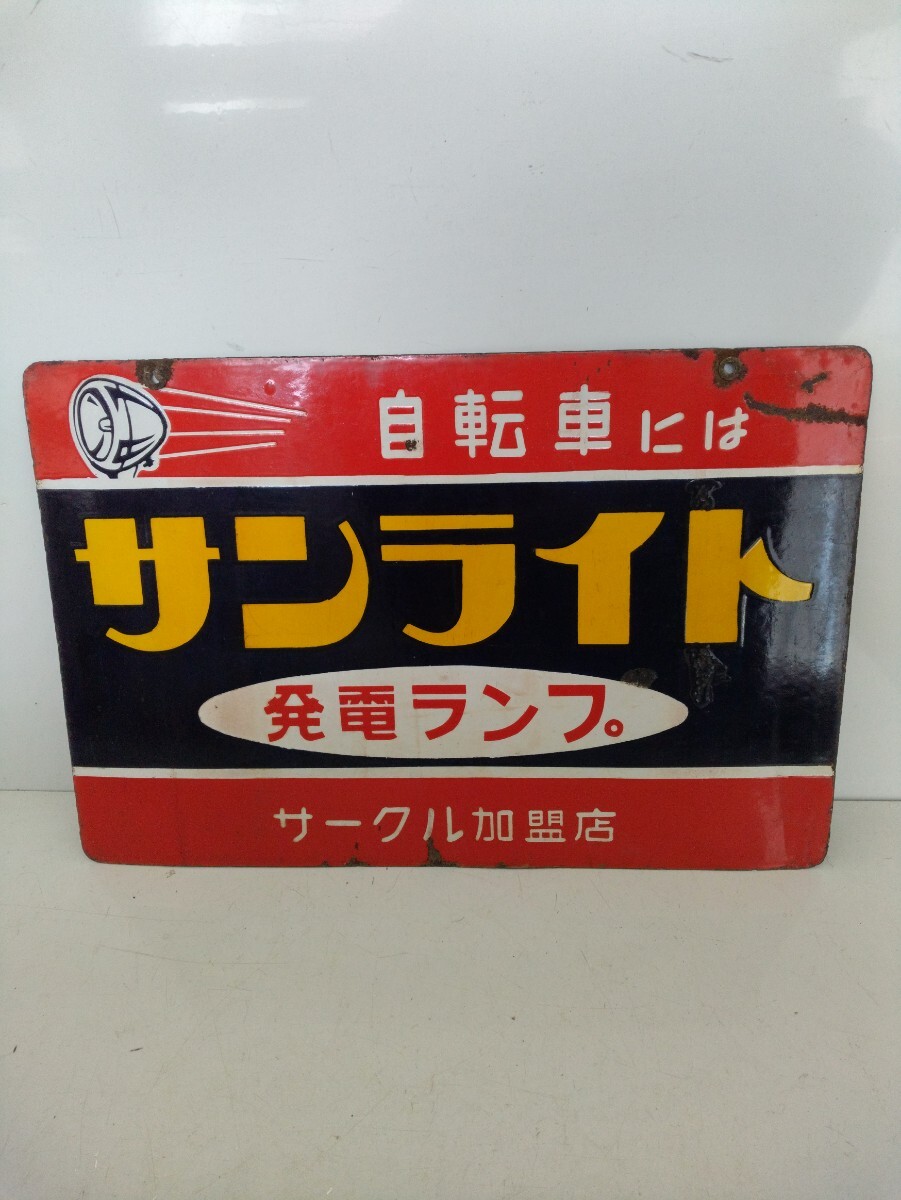 自転車には
サンライト
発電ランプ
サークル加盟店